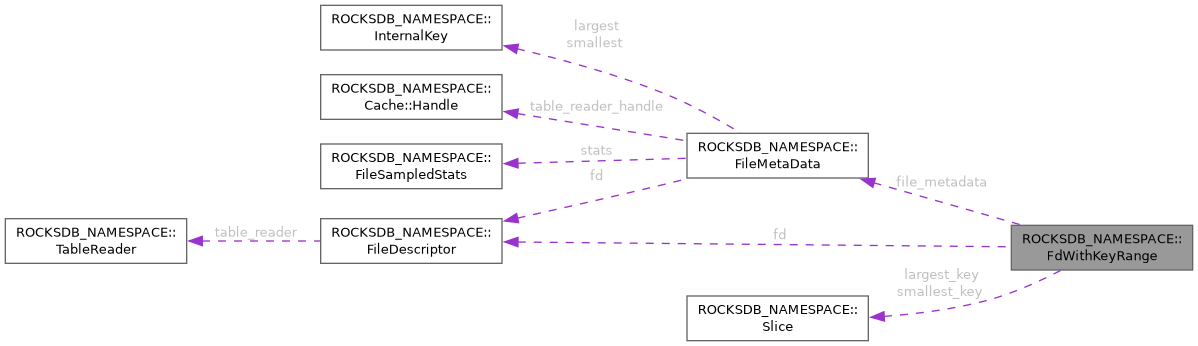 ROCKSDB_NAMESPACE::
InternalKey
largest
smallest
ROCKSDB_NAMESPACE::
Cache::Handle
table_reader_handle
ROCKSDB_NAMESPACE::
FileMetaData
ROCKSDB_NAMESPACE::
FileSampledStats
stats
fd
file_metadata
ROCKSDB_NAMESPACE::
TableReader
table_reader
ROCKSDB_NAMESPACE::
FileDescriptor
fd
ROCKSDB_NAMESPACE::
FdWithKeyRange
largest_key
smallest_key
ROCKSDB_NAMESPACE::
Slice